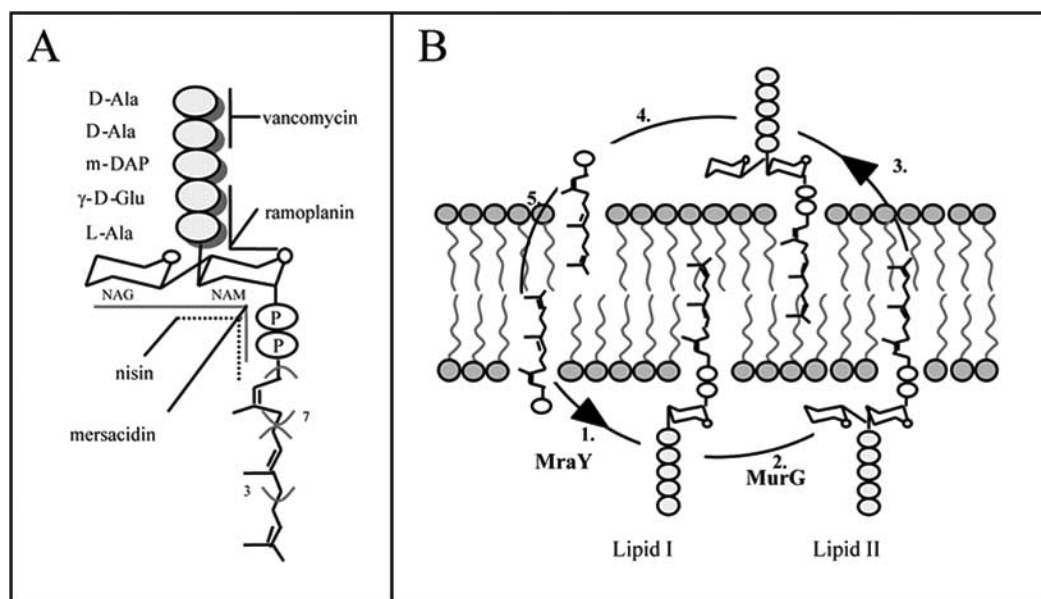 A
D-Ala
D-Ala
m-DAP
γ-D-Glu
L-Ala
vancomycin
ramoplanin
NAG
NAM
P
P
nisin
mersacidin
7
3
B
4.
3.
5.
1.
MraY
2.
MurG
Lipid I
Lipid II